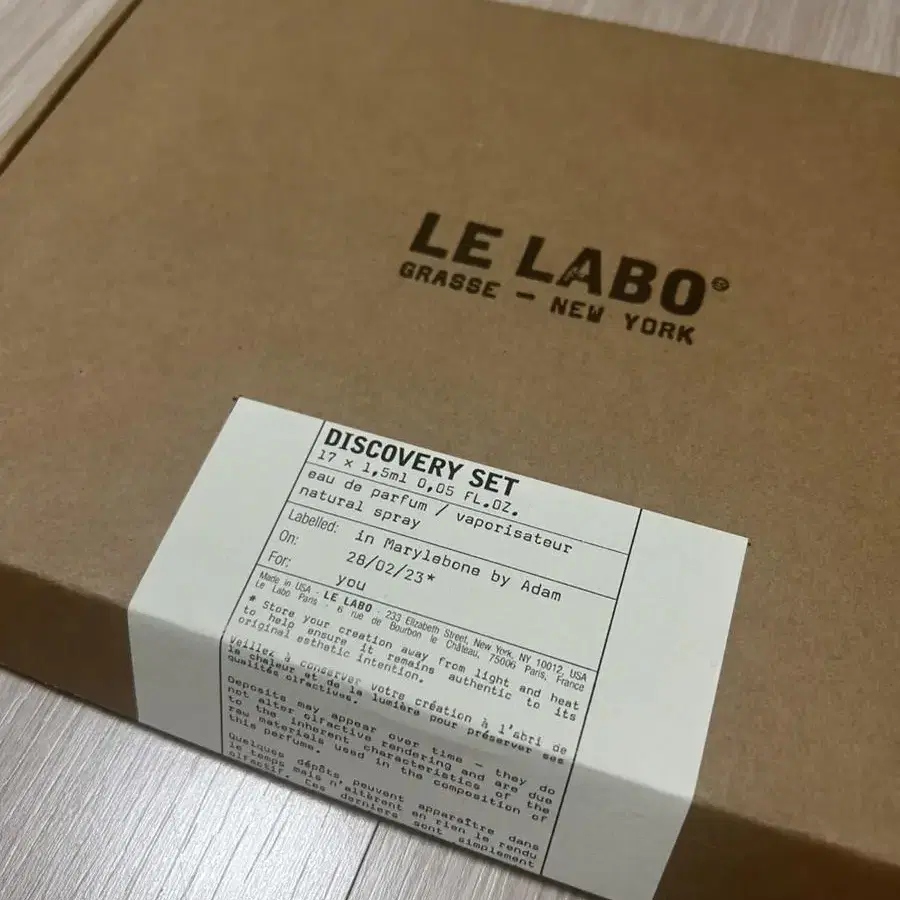 LE LABO®
GRASSE — NEW YORK
DISCOVERY SET
17 x 1,5ml 0,05 FL.OZ.
eau de parfum / vaporisateur
natural spray
Labelled: in Marylebone by Adam
On: 28/02/23*
For: you
Made in USA · LE LABO · 233 Elizabeth Street, New York, NY 10012, USA
Le Labo Paris · 6 rue de Bourbon le Château, 75006 Paris, France
* Store your creation away from light and heat
to help ensure it remains authentic to its
original esthetic intention.
Veillez à conserver votre création à l'abri de
la chaleur et de la lumière pour préserver ses
qualités olfactives.
Deposits may appear over time – they do
not alter olfactive rendering and are due
to the inherent characteristics of the
raw materials used in the composition of
this perfume.
Quelques dépôts peuvent apparaître dans
le temps mais n'altèrent en rien le rendu
olfactif. Ces derniers sont simplement